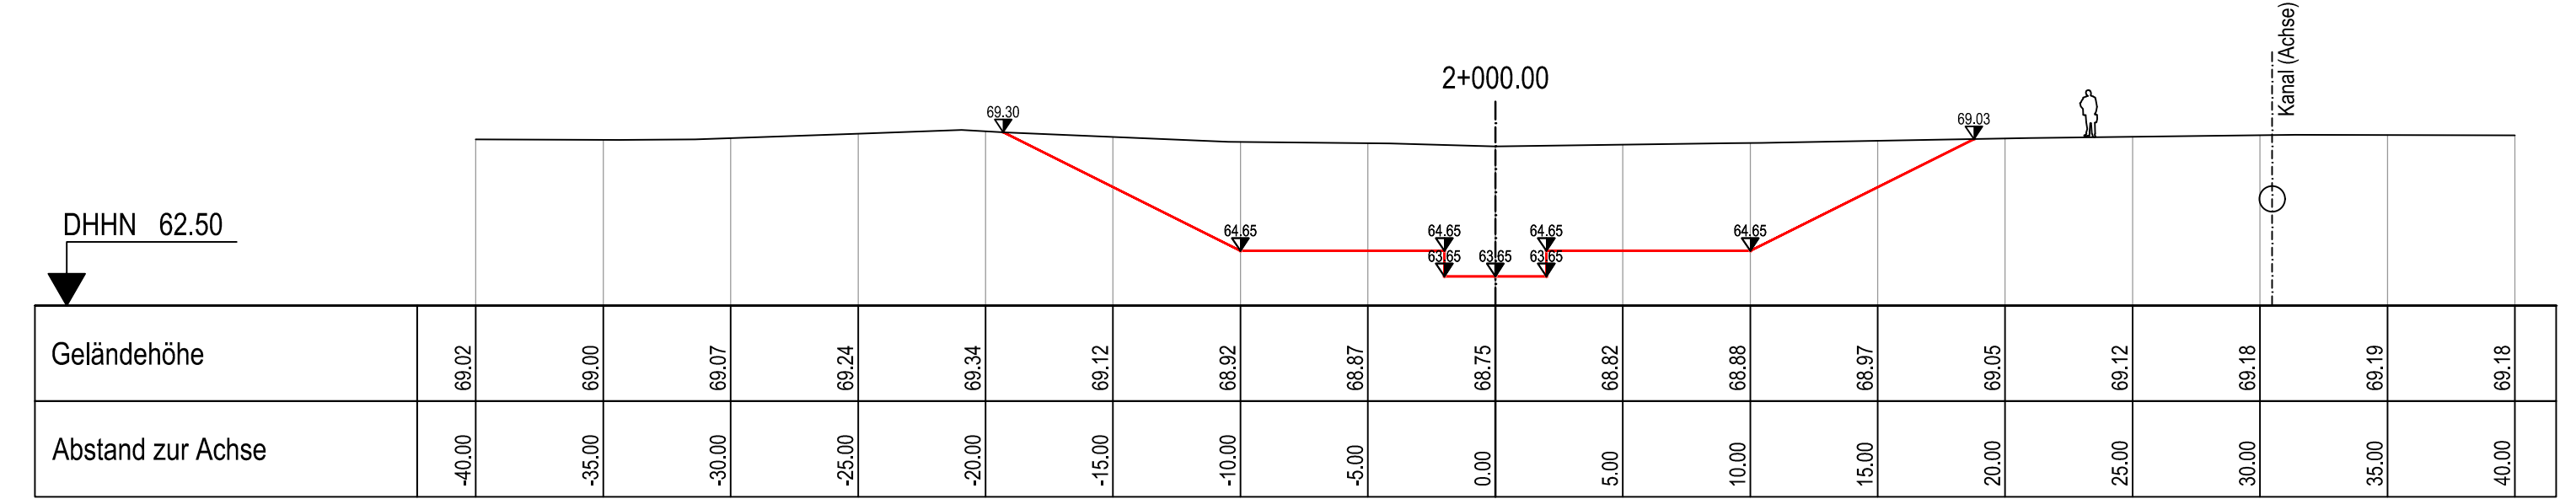 Kanal (Achse)
2+000.00
69.30
69.03
DHHN 62.50
64.65 64.65 64.65 64.65
63.65 63.65 63.65
Geländehöhe 69.02 69.00 69.07 69.24 69.34 69.12 68.92 68.87 68.75 68.82 68.88 68.97 69.05 69.12 69.18 69.19 69.18
Abstand zur Achse -40.00 -35.00 -30.00 -25.00 -20.00 -15.00 -10.00 -5.00 0.00 5.00 10.00 15.00 20.00 25.00 30.00 35.00 40.00